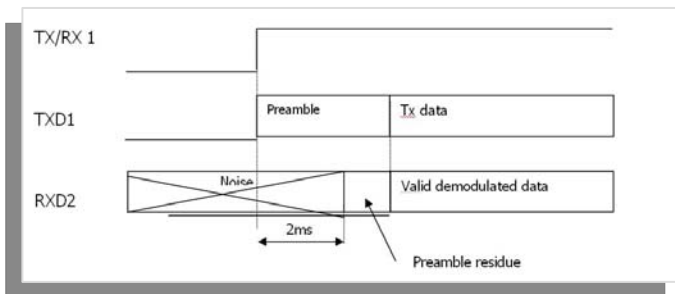 TX/RX 1
TXD1
Preamble
Tx data
RXD2
Noise
Valid demodulated data
2ms
Preamble residue